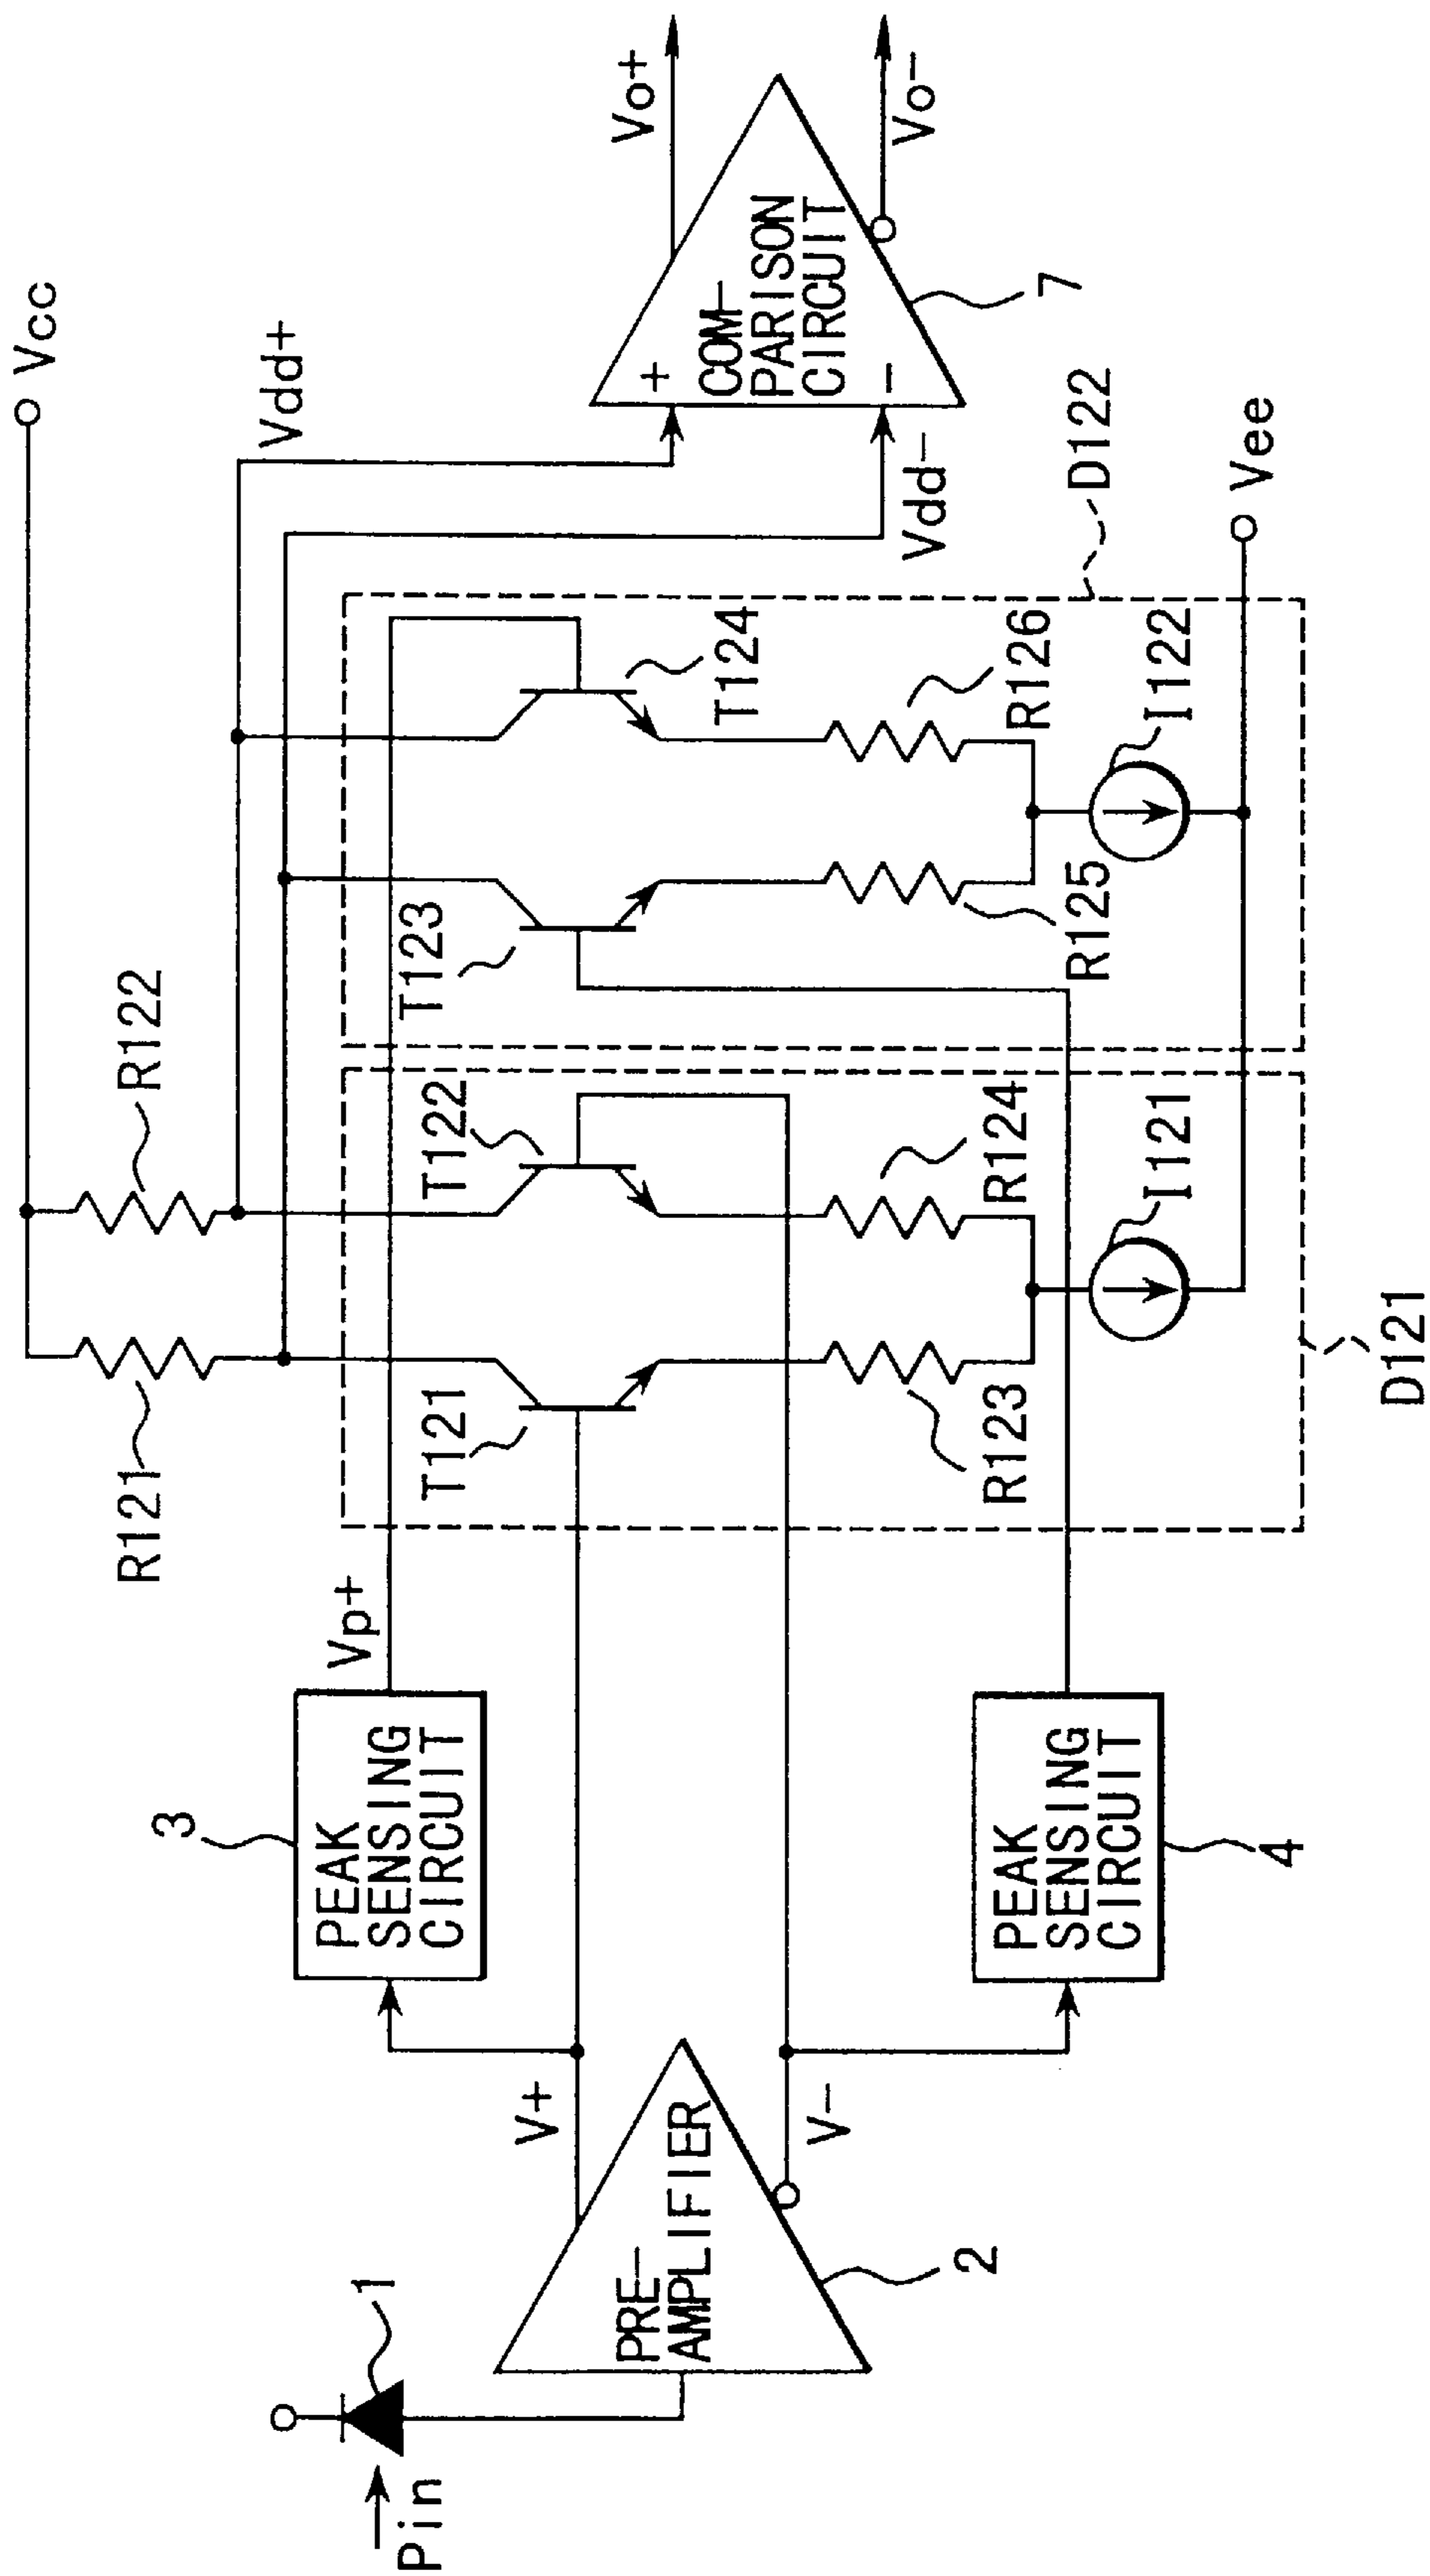 Vcc
R121
R122
Vdd+
Vp+
3
PEAK
SENSING
CIRCUIT
T121
T122
T123
T124
Vo+
+
COM-
PARISON
CIRCUIT
-
Vo-
7
Vdd-
D122
Pin
1
PRE-
AMPLIFIER
2
V+
V-
R123
R124
R125
R126
I121
I122
Vee
PEAK
SENSING
CIRCUIT
4
D121